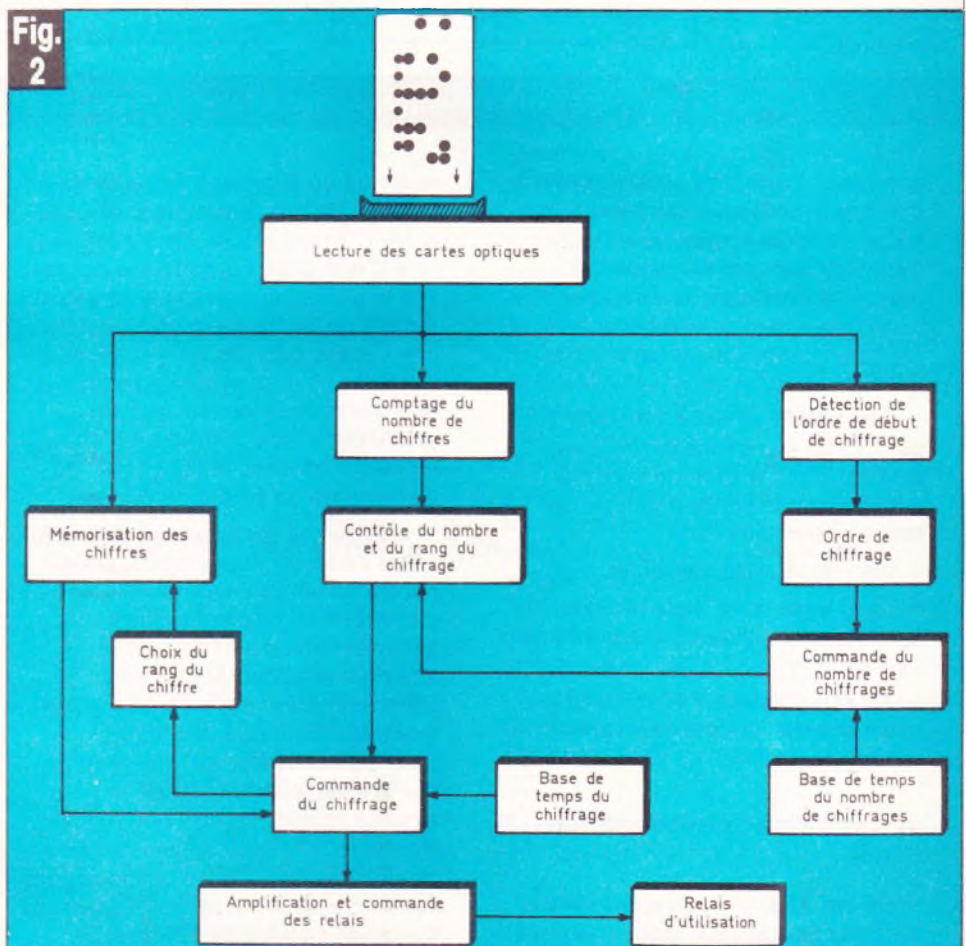 Fig.
2
Lecture des cartes optiques
Comptage du
nombre de
chiffres
Détection de
l'ordre de début
de chiffrage
Mémorisation des
chiffres
Contrôle du nombre
et du rang du
chiffrage
Ordre de
chiffrage
Choix du
rang du
chiffre
Commande du
nombre de
chiffrages
Commande
du chiffrage
Base de
temps du
chiffrage
Base de temps
du nombre
de chiffrages
Amplification et commande
des relais
Relais
d'utilisation